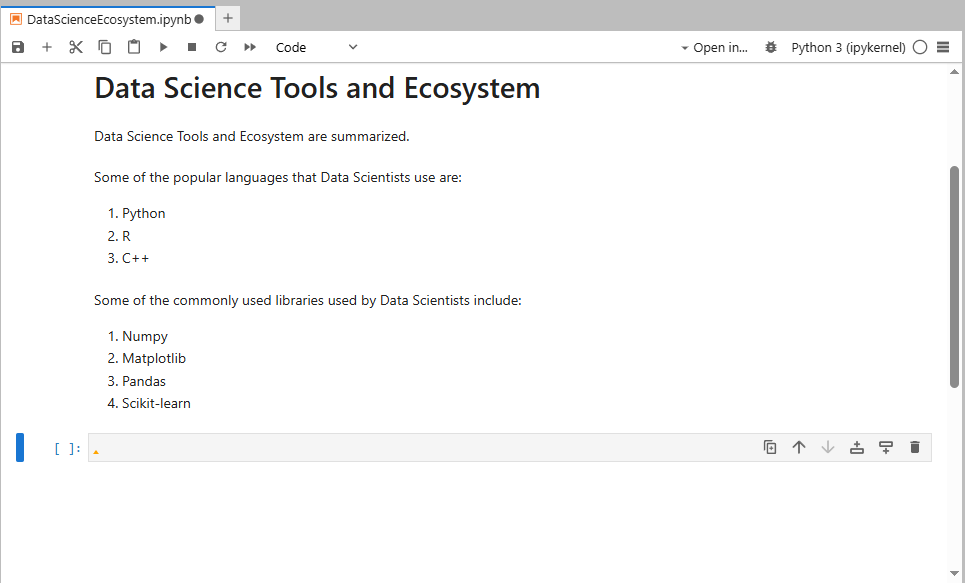 DataScienceEcosystem.ipynb
Code
Open in...
Python 3 (ipykernel)
Data Science Tools and Ecosystem
Data Science Tools and Ecosystem are summarized.
Some of the popular languages that Data Scientists use are:
1. Python
2. R
3. C++
Some of the commonly used libraries used by Data Scientists include:
1. Numpy
2. Matplotlib
3. Pandas
4. Scikit-learn
[ ]: